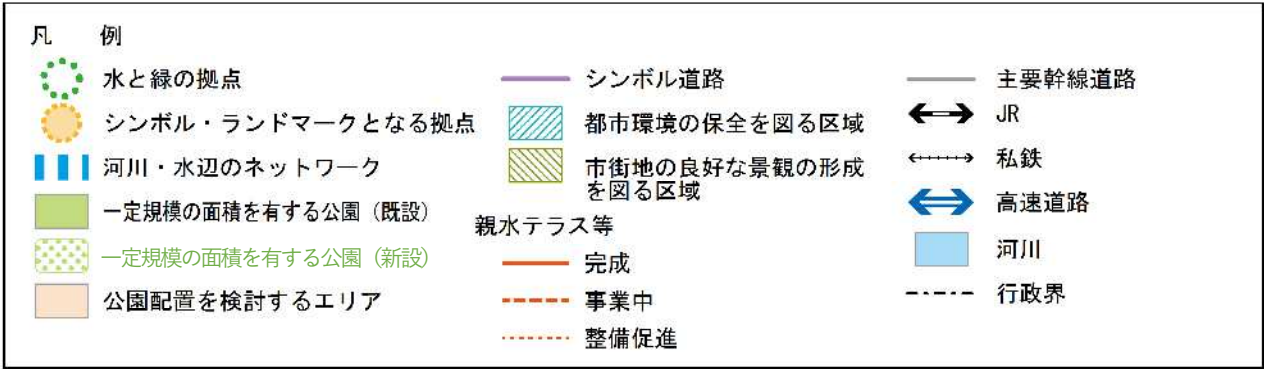 凡　例
水と緑の拠点
シンボル・ランドマークとなる拠点
河川・水辺のネットワーク
一定規模の面積を有する公園（既設）
一定規模の面積を有する公園（新設）
公園配置を検討するエリア
シンボル道路
都市環境の保全を図る区域
市街地の良好な景観の形成
を図る区域
親水テラス等
完成
事業中
整備促進
主要幹線道路
JR
私鉄
高速道路
河川
行政界